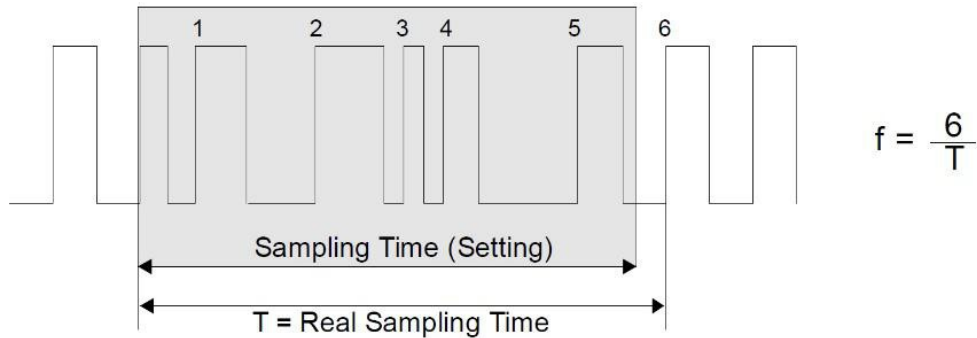 1 2 3 4 5 6
f = 6
T
Sampling Time (Setting)
T = Real Sampling Time